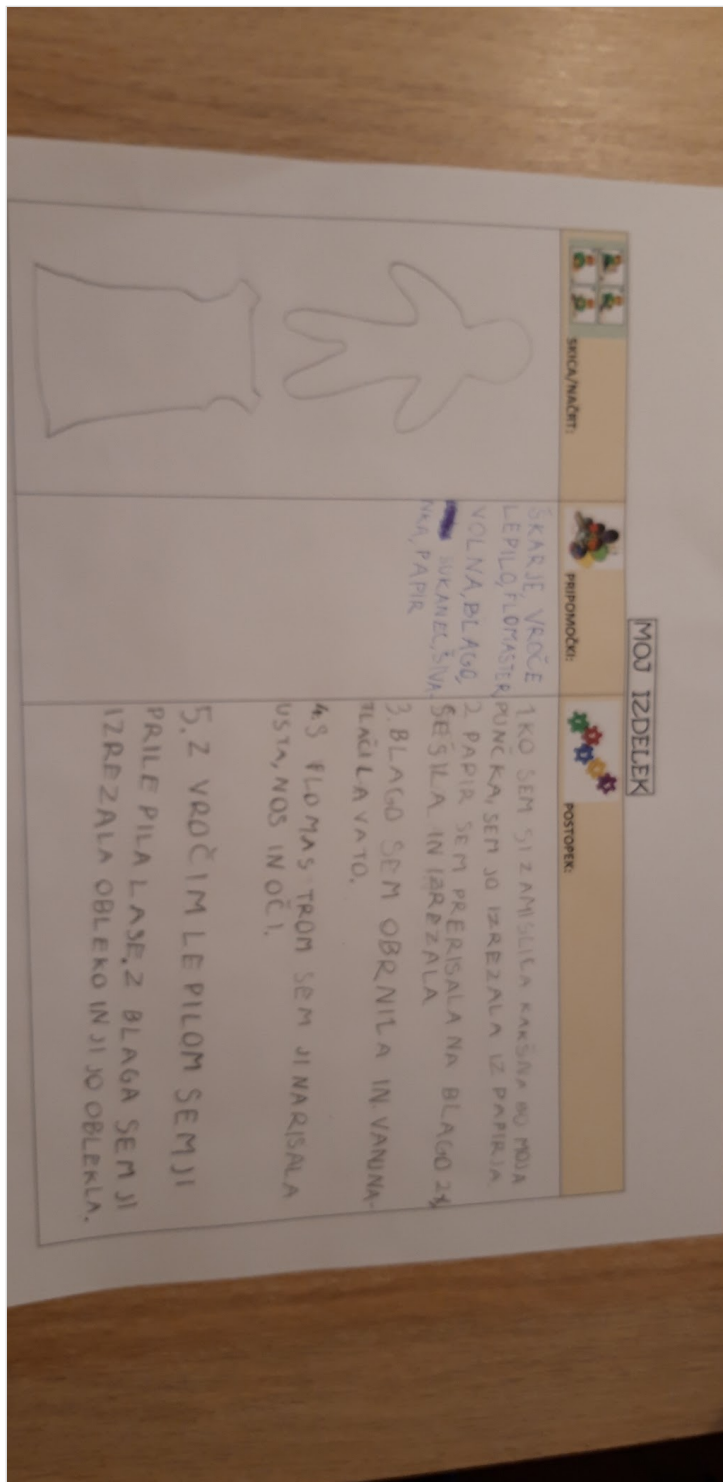 MOJ IZDELEK
SKICA/NAČRT:
PRIPOMOČKI:
POSTOPEK:
ŠKARJE, VROČE
LEPILO, FLOMASTER,
VOLNA, BLAGO,
SUKANEC, ŠIVA-
NKA, PAPIR
1. KO SEM SI ZAMISLILA KAKŠNA BO MOJA
PUNČKA, SEM JO IZREZALA IZ PAPIRJA.
2. PAPIR SEM PRERISALA NA BLAGO 2X,
SEŠILA IN IZREZALA
3. BLAGO SEM OBRNILA IN VANJ NA-
TLAČILA VATO.
4. S FLOMASTROM SEM JI NARISALA
USTA, NOS IN OČI.
5. Z VROČIM LEPILOM SEM JI
PRILEPILA LASE. Z BLAGA SEM JI
IZREZALA OBLEKO IN JI JO OBLEKLA.